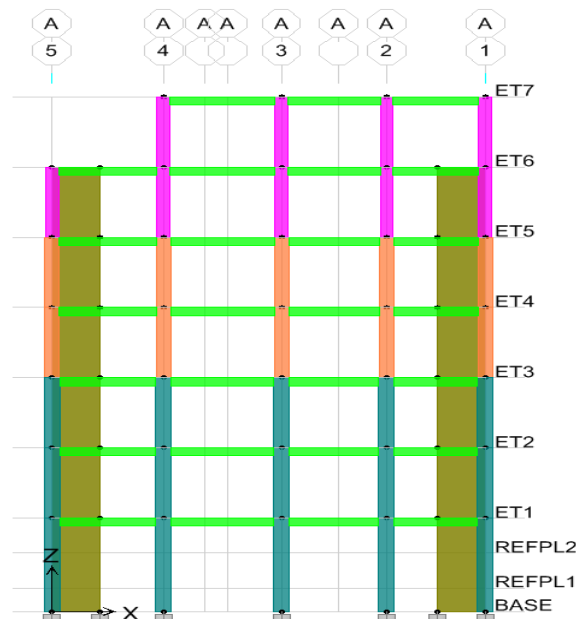 A A A A A A A A
5 4 3 2 1
ET7
ET6
ET5
ET4
ET3
ET2
ET1
REFPL2
Z
REFPL1
X
BASE